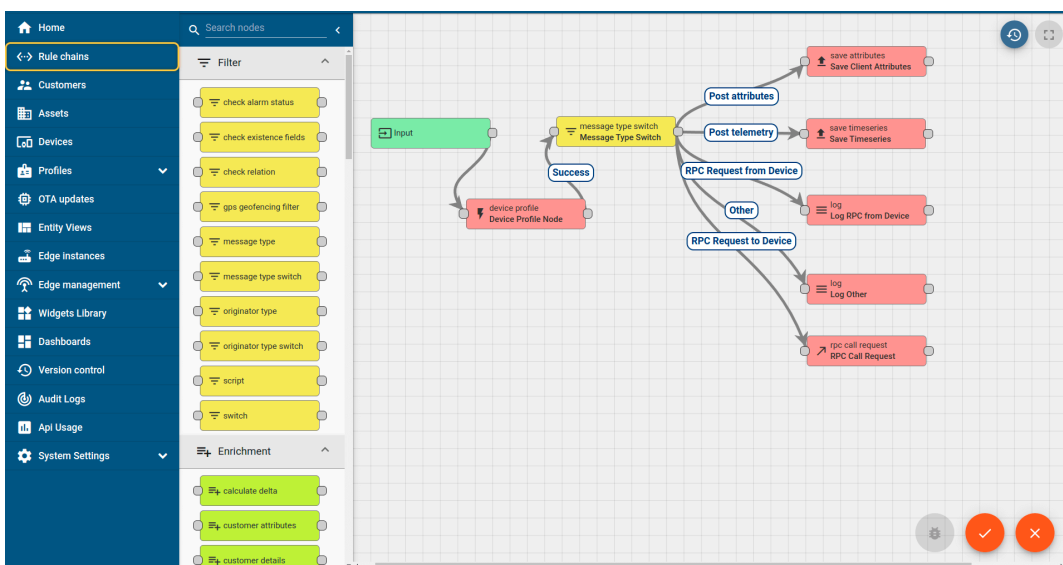 Home
Rule chains
Customers
Assets
Devices
Profiles
OTA updates
Entity Views
Edge instances
Edge management
Widgets Library
Dashboards
Version control
Audit Logs
Api Usage
System Settings
Search nodes
Filter
check alarm status
check existence fields
check relation
gps geofencing filter
message type
message type switch
originator type
originator type switch
script
switch
Enrichment
calculate delta
customer attributes
customer details
Input
device profile
Device Profile Node
Success
message type switch
Message Type Switch
Post attributes
Post telemetry
RPC Request from Device
Other
RPC Request to Device
save attributes
Save Client Attributes
save timeseries
Save Timeseries
log
Log RPC from Device
log
Log Other
rpc call request
RPC Call Request